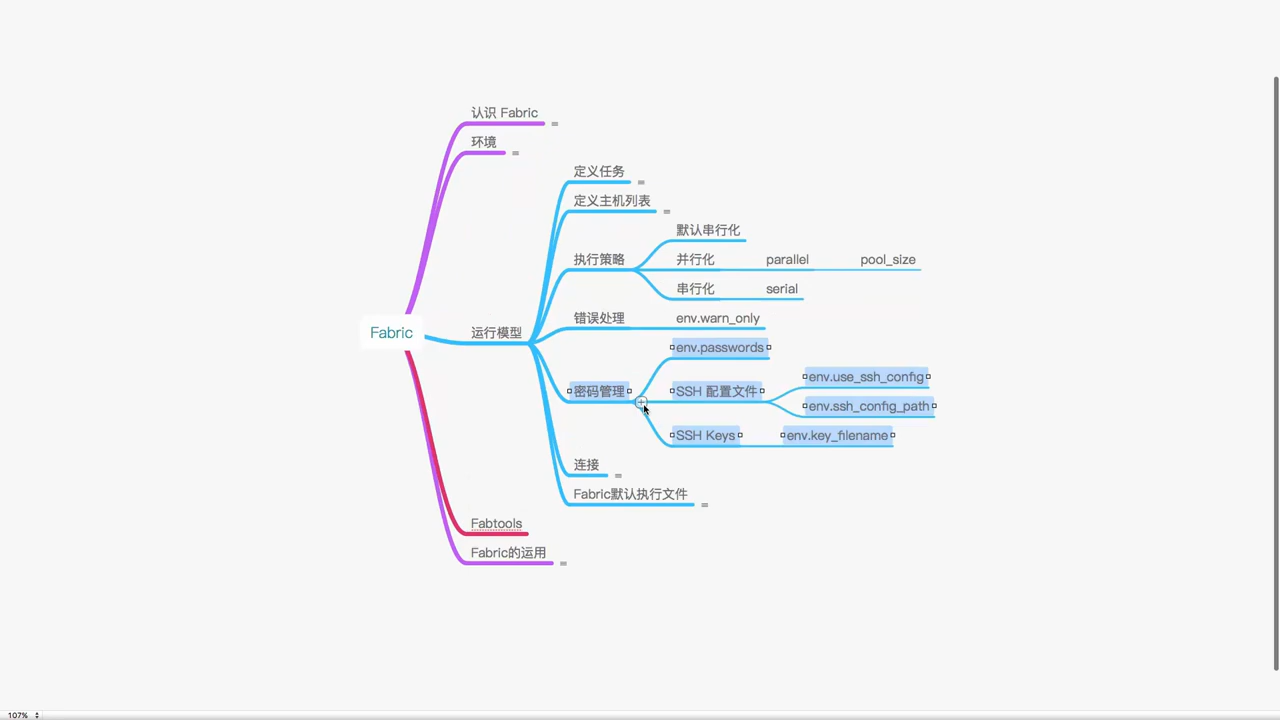 认识 Fabric
环境
定义任务
定义主机列表
默认串行化
执行策略
并行化
parallel
pool_size
串行化
serial
错误处理
env.warn_only
Fabric
运行模型
env.passwords
密码管理
SSH 配置文件
env.use_ssh_config
env.ssh_config_path
SSH Keys
env.key_filename
连接
Fabric默认执行文件
Fabtools
Fabric的运用
107%